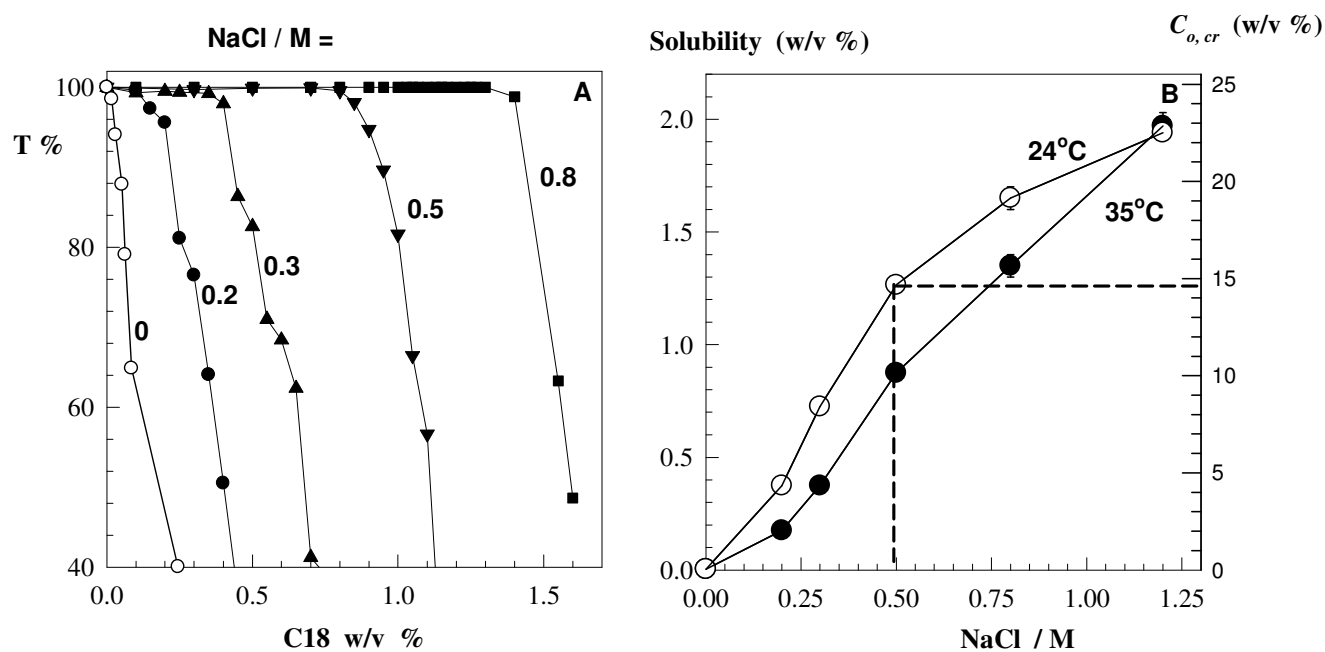 NaCl / M =
A
T %
100
80
60
40
0
0.2
0.3
0.5
0.8
0.0 0.5 1.0 1.5
C18 w/v %
Solubility (w/v %)
C_{o, cr} (w/v %)
B
2.0
1.5
1.0
0.5
0.0
24°C
35°C
25
20
15
10
5
0
0.00 0.25 0.50 0.75 1.00 1.25
NaCl / M